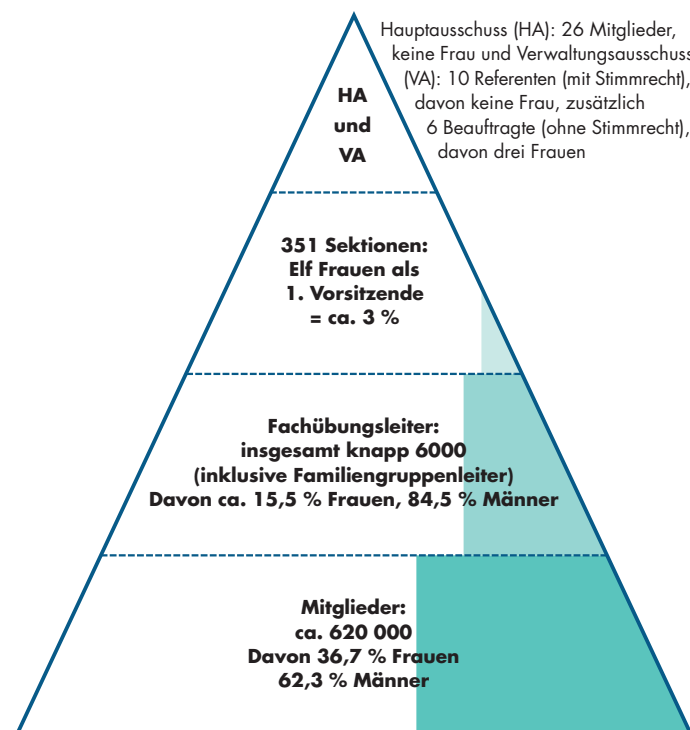 Hauptausschuss (HA): 26 Mitglieder,
keine Frau und Verwaltungsausschuss
(VA): 10 Referenten (mit Stimmrecht),
davon keine Frau, zusätzlich
6 Beauftragte (ohne Stimmrecht),
davon drei Frauen
HA
und
VA
351 Sektionen:
Elf Frauen als
1. Vorsitzende
= ca. 3 %
Fachübungsleiter:
insgesamt knapp 6000
(inklusive Familiengruppenleiter)
Davon ca. 15,5 % Frauen, 84,5 % Männer
Mitglieder:
ca. 620 000
Davon 36,7 % Frauen
62,3 % Männer